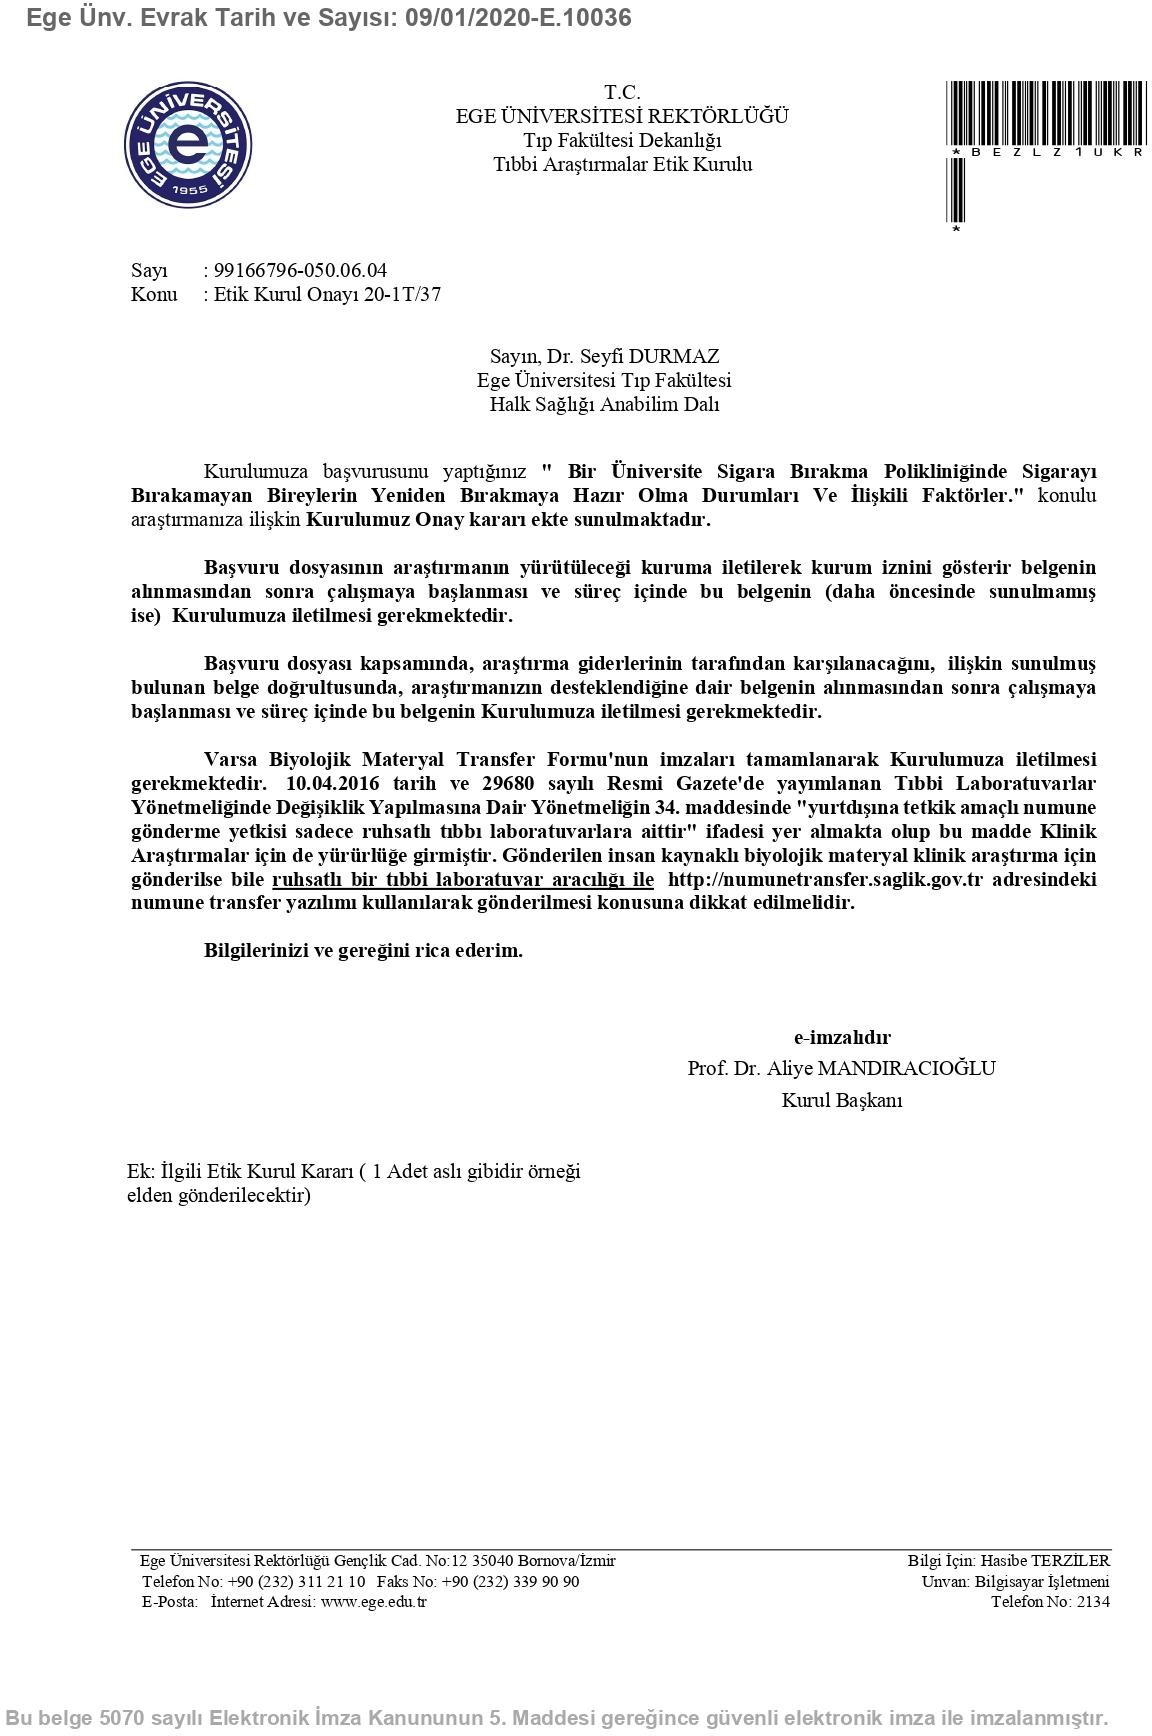 Ege Ünv. Evrak Tarih ve Sayısı: 09/01/2020-E.10036
EGE ÜNİVERSİTESİ
e
1955
T.C.
EGE ÜNİVERSİTESİ REKTÖRLÜĞÜ
Tıp Fakültesi Dekanlığı
Tıbbi Araştırmalar Etik Kurulu
*BEZLZ1UKR
*
Sayı : 99166796-050.06.04
Konu : Etik Kurul Onayı 20-1T/37
Sayın, Dr. Seyfi DURMAZ
Ege Üniversitesi Tıp Fakültesi
Halk Sağlığı Anabilim Dalı
Kurulumuza başvurusunu yaptığınız " Bir Üniversite Sigara Bırakma Polikliniğinde Sigarayı
Bırakamayan Bireylerin Yeniden Bırakmaya Hazır Olma Durumları Ve İlişkili Faktörler." konulu
araştırmanıza ilişkin Kurulumuz Onay kararı ekte sunulmaktadır.
Başvuru dosyasının araştırmanın yürütüleceği kuruma iletilerek kurum iznini gösterir belgenin
alınmasından sonra çalışmaya başlanması ve süreç içinde bu belgenin (daha öncesinde sunulmamış
ise) Kurulumuza iletilmesi gerekmektedir.
Başvuru dosyası kapsamında, araştırma giderlerinin tarafından karşılanacağını, ilişkin sunulmuş
bulunan belge doğrultusunda, araştırmanızın desteklendiğine dair belgenin alınmasından sonra çalışmaya
başlanması ve süreç içinde bu belgenin Kurulumuza iletilmesi gerekmektedir.
Varsa Biyolojik Materyal Transfer Formu'nun imzaları tamamlanarak Kurulumuza iletilmesi
gerekmektedir. 10.04.2016 tarih ve 29680 sayılı Resmi Gazete'de yayımlanan Tıbbi Laboratuvarlar
Yönetmeliğinde Değişiklik Yapılmasına Dair Yönetmeliğin 34. maddesinde "yurtdışına tetkik amaçlı numune
gönderme yetkisi sadece ruhsatlı tıbbı laboratuvarlara aittir" ifadesi yer almakta olup bu madde Klinik
Araştırmalar için de yürürlüğe girmiştir. Gönderilen insan kaynaklı biyolojik materyal klinik araştırma için
gönderilse bile ruhsatlı bir tıbbi laboratuvar aracılığı ile http://numunetransfer.saglik.gov.tr adresindeki
numune transfer yazılımı kullanılarak gönderilmesi konusuna dikkat edilmelidir.
Bilgilerinizi ve gereğini rica ederim.
e-imzalıdır
Prof. Dr. Aliye MANDIRACIOĞLU
Kurul Başkanı
Ek: İlgili Etik Kurul Kararı ( 1 Adet aslı gibidir örneği
elden gönderilecektir)
Ege Üniversitesi Rektörlüğü Gençlik Cad. No:12 35040 Bornova/İzmir
Telefon No: +90 (232) 311 21 10 Faks No: +90 (232) 339 90 90
E-Posta: İnternet Adresi: www.ege.edu.tr
Bilgi İçin: Hasibe TERZİLER
Unvan: Bilgisayar İşletmeni
Telefon No: 2134
Bu belge 5070 sayılı Elektronik İmza Kanununun 5. Maddesi gereğince güvenli elektronik imza ile imzalanmıştır.